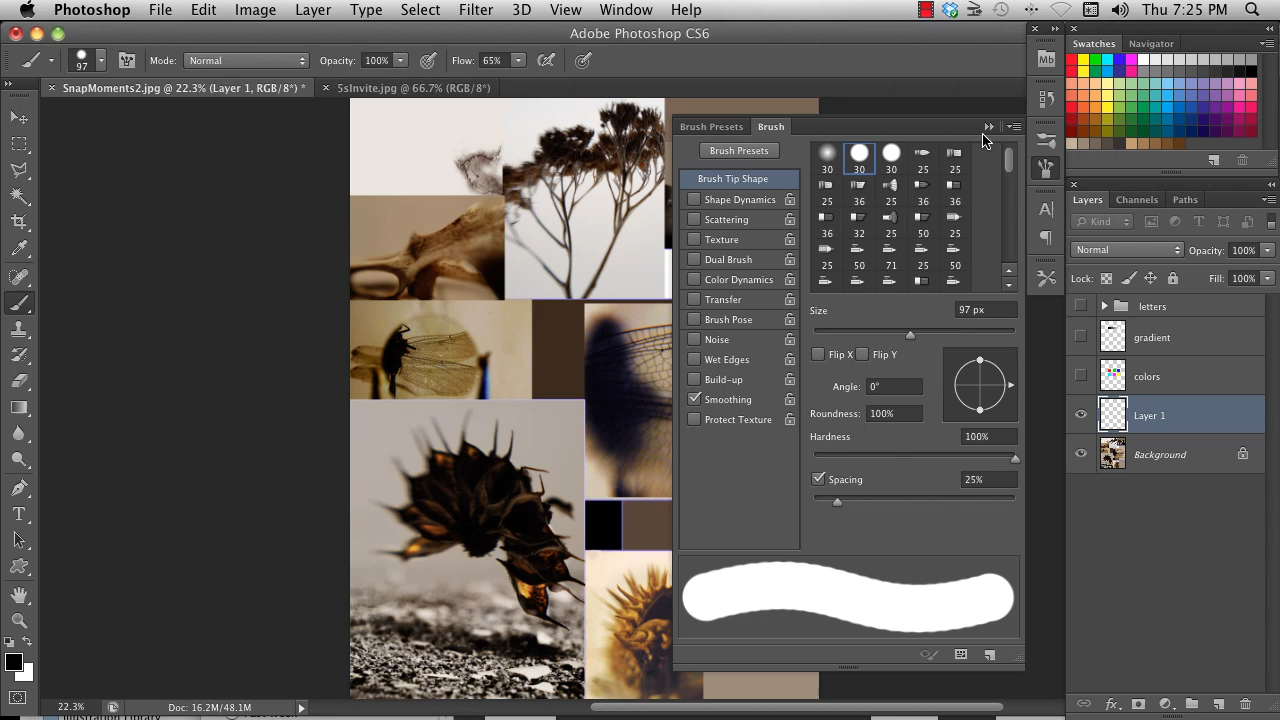 Photoshop File Edit Image Layer Type Select Filter 3D View Window Help Thu 7:25 PM
Adobe Photoshop CS6
97 Mode: Normal Opacity: 100% Flow: 65%
SnapMoments2.jpg @ 22.3% (Layer 1, RGB/8*) * SsInvite.jpg @ 66.7% (RGB/8*)
Swatches Navigator
Mb
Brush Presets Brush
Brush Presets
Brush Tip Shape
Shape Dynamics
Scattering
Texture
Dual Brush
Color Dynamics
Transfer
Brush Pose
Noise
Wet Edges
Build-up
Smoothing
Protect Texture
30 30 30 25 25
25 36 25 36 36
36 32 25 50 25
25 50 71 25 50
Size 97 px
Flip X Flip Y
Angle: 0°
Roundness: 100%
Hardness 100%
Spacing 25%
Layers Channels Paths
Kind
Normal Opacity: 100%
Lock: Fill: 100%
letters
gradient
colors
Layer 1
Background
22.3% Doc: 16.2M/48.1M